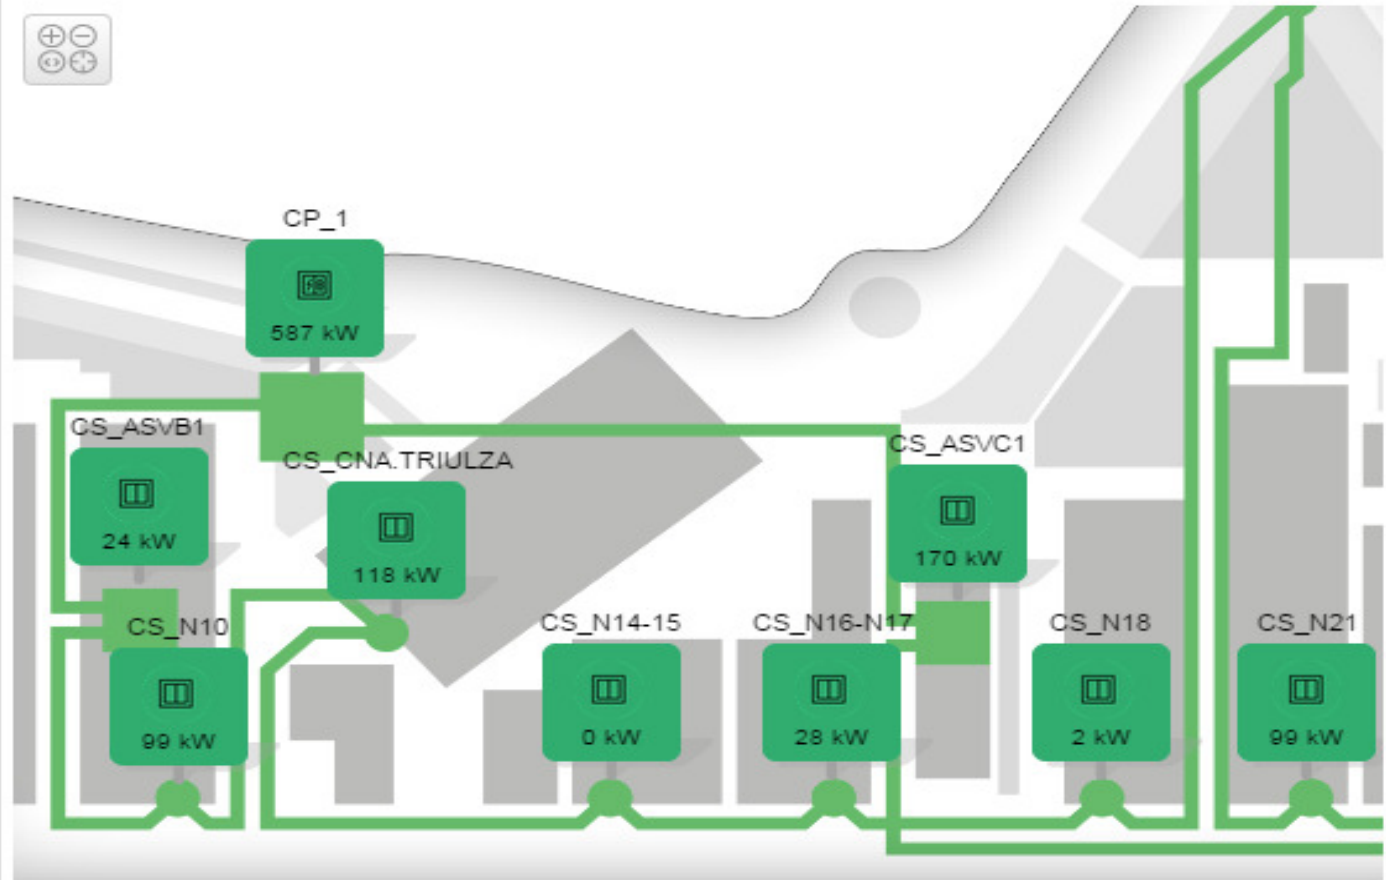 CP_1
587 kW
CS_ASVB1
24 kW
CS_CNA.TRIULZA
118 kW
CS_ASVC1
170 kW
CS_N10
99 kW
CS_N14-15
0 kW
CS_N16-N17
28 kW
CS_N18
2 kW
CS_N21
99 kW